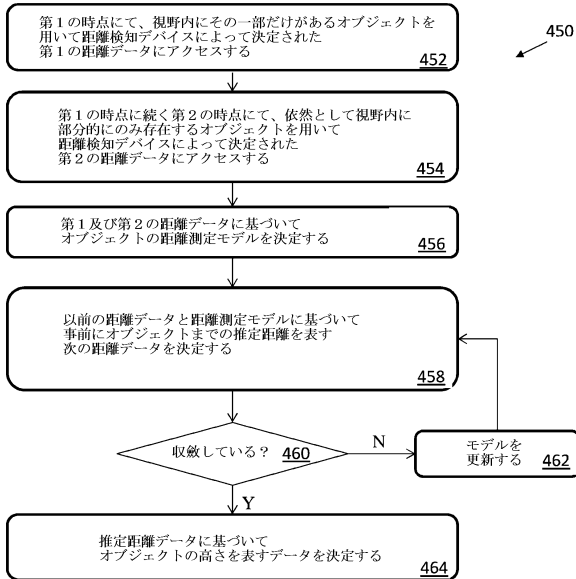 第１の時点にて、視野内にその一部だけがあるオブジェクトを
用いて距離検知デバイスによって決定された
第１の距離データにアクセスする
452
450
第１の時点に続く第２の時点にて、依然として視野内に
部分的にのみ存在するオブジェクトを用いて
距離検知デバイスによって決定された
第２の距離データにアクセスする
454
第１及び第２の距離データに基づいて
オブジェクトの距離測定モデルを決定する
456
以前の距離データと距離測定モデルに基づいて
事前にオブジェクトまでの推定距離を表す
次の距離データを決定する
458
収斂している？ 460
N
モデルを
更新する 462
Y
推定距離データに基づいて
オブジェクトの高さを表すデータを決定する
464